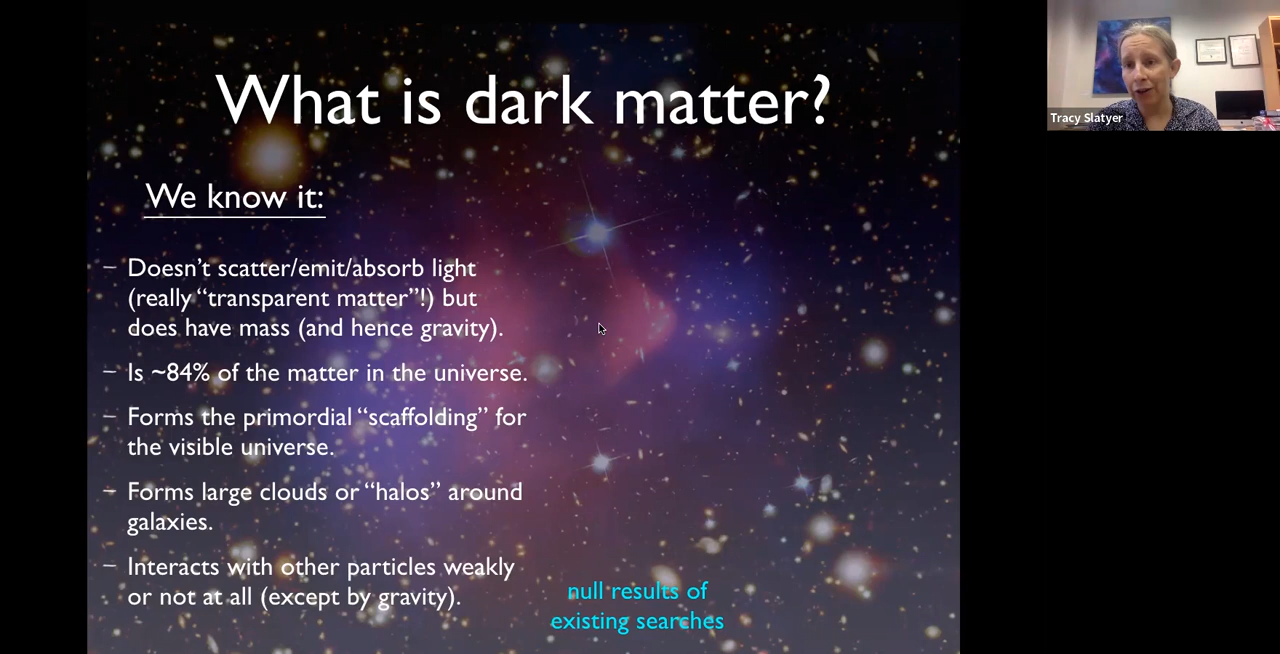 What is dark matter?
We know it:
– Doesn’t scatter/emit/absorb light
(really “transparent matter”!) but
does have mass (and hence gravity).
– Is ~84% of the matter in the universe.
– Forms the primordial “scaffolding” for
the visible universe.
– Forms large clouds or “halos” around
galaxies.
– Interacts with other particles weakly
or not at all (except by gravity).
null results of
existing searches
Tracy Slatyer